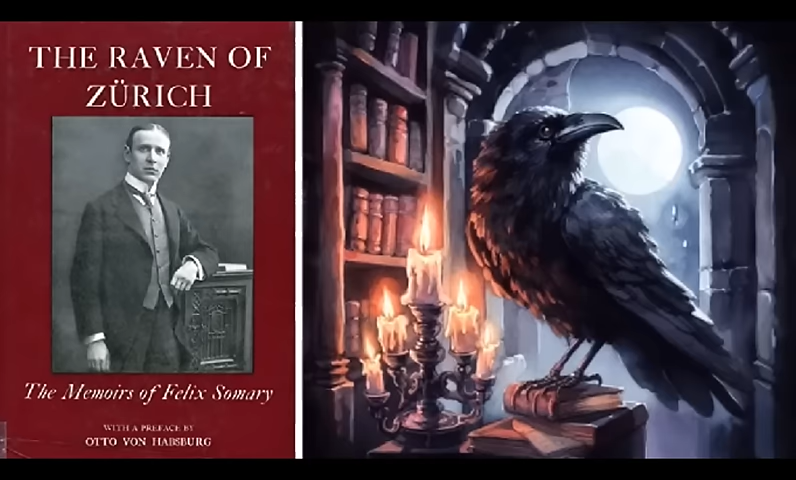 THE RAVEN OF
ZÜRICH
The Memoirs of Felix Somary
WITH A PREFACE BY
OTTO VON HABSBURG